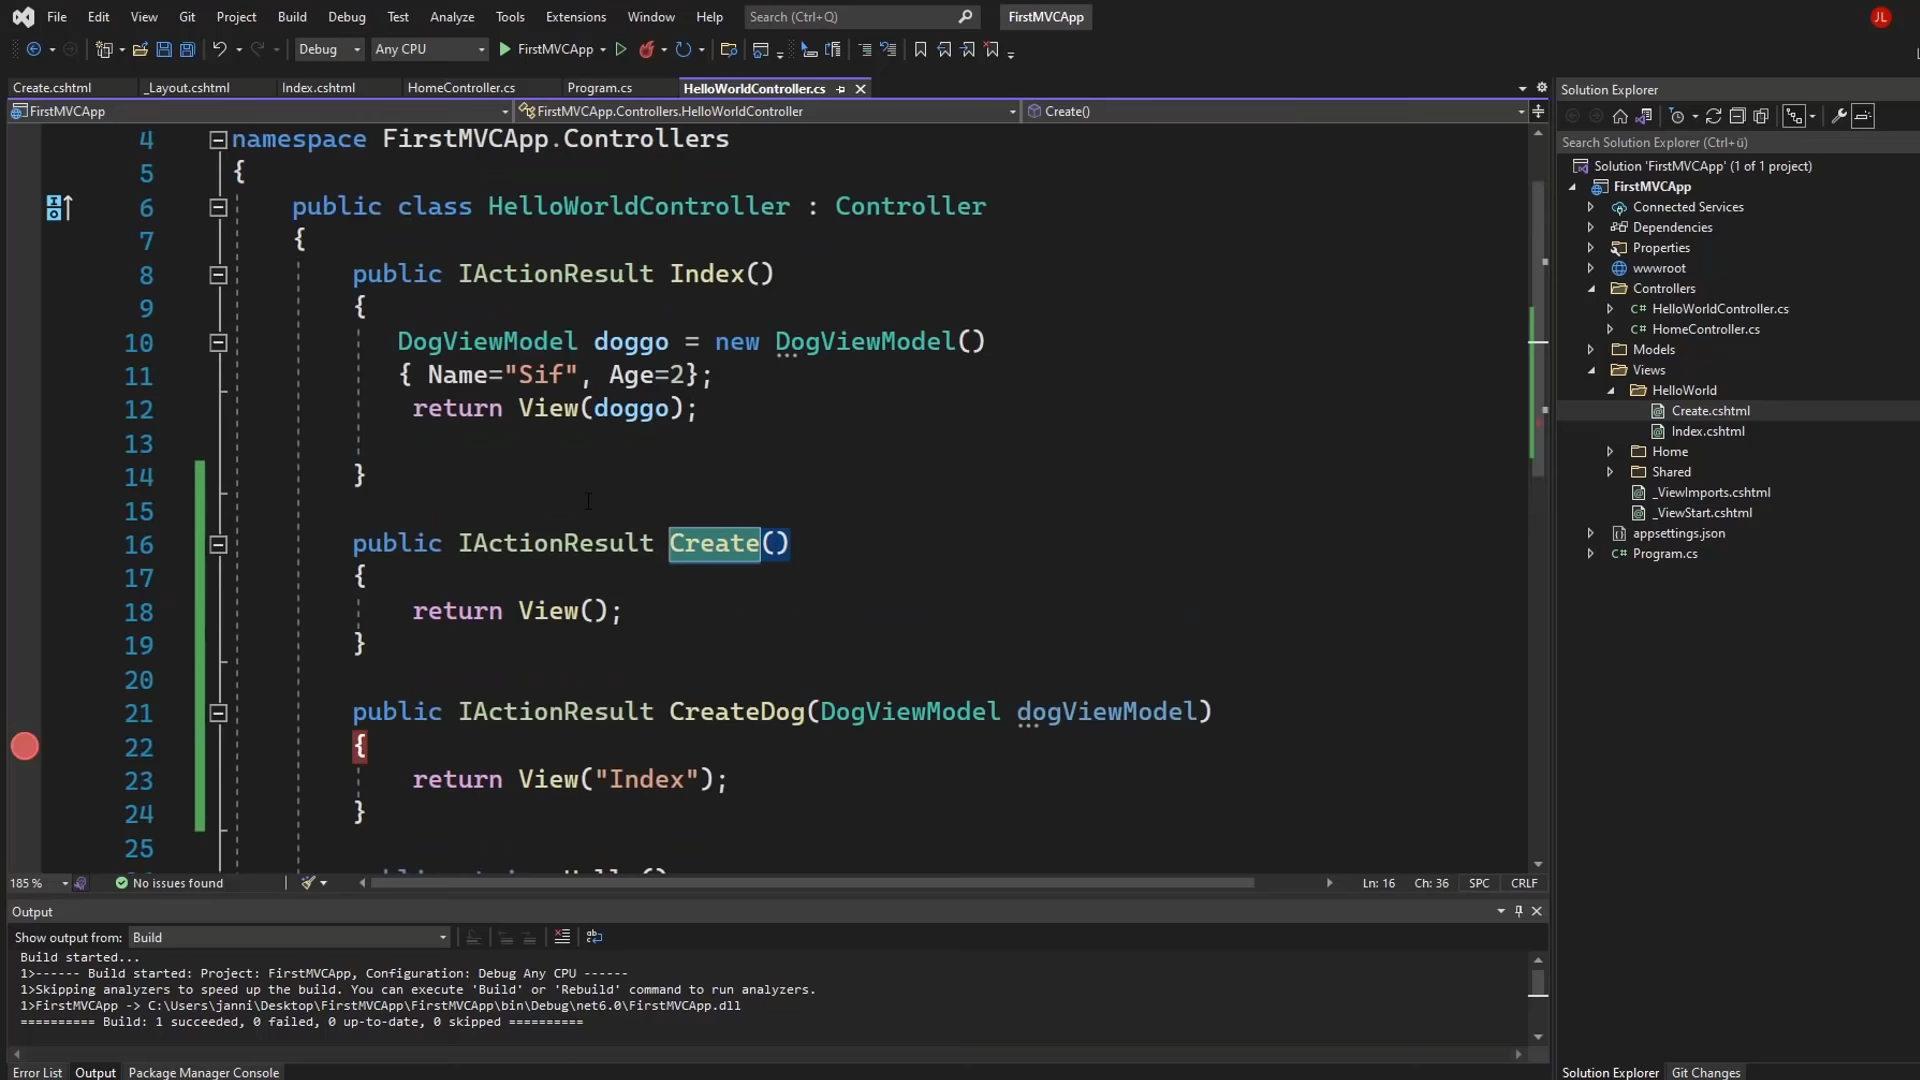 File Edit View Git Project Build Debug Test Analyze Tools Extensions Window Help Search (Ctrl+Q) FirstMVCApp JL
Debug Any CPU FirstMVCApp
Create.cshtml _Layout.cshtml Index.cshtml HomeController.cs Program.cs HelloWorldController.cs
FirstMVCApp FirstMVCApp.Controllers.HelloWorldController Create()
4 namespace FirstMVCApp.Controllers
5 {
6 public class HelloWorldController : Controller
7 {
8 public IActionResult Index()
9 {
10 DogViewModel doggo = new DogViewModel()
11 { Name="Sif", Age=2};
12 return View(doggo);
13
14 }
15
16 public IActionResult Create()
17 {
18 return View();
19 }
20
21 public IActionResult CreateDog(DogViewModel dogViewModel)
22 {
23 return View("Index");
24 }
25
185 % No issues found Ln: 16 Ch: 36 SPC CRLF
Output
Show output from: Build
Build started...
1>------ Build started: Project: FirstMVCApp, Configuration: Debug Any CPU ------
1>Skipping analyzers to speed up the build. You can execute 'Build' or 'Rebuild' command to run analyzers.
1>FirstMVCApp -> C:\Users\janni\Desktop\FirstMVCApp\FirstMVCApp\bin\Debug\net6.0\FirstMVCApp.dll
========== Build: 1 succeeded, 0 failed, 0 up-to-date, 0 skipped ==========
Error List Output Package Manager Console
Solution Explorer
Search Solution Explorer (Ctrl+ü)
Solution 'FirstMVCApp' (1 of 1 project)
FirstMVCApp
Connected Services
Dependencies
Properties
wwwroot
Controllers
C# HelloWorldController.cs
C# HomeController.cs
Models
Views
HelloWorld
Create.cshtml
Index.cshtml
Home
Shared
_ViewImports.cshtml
_ViewStart.cshtml
appsettings.json
C# Program.cs
Solution Explorer Git Changes